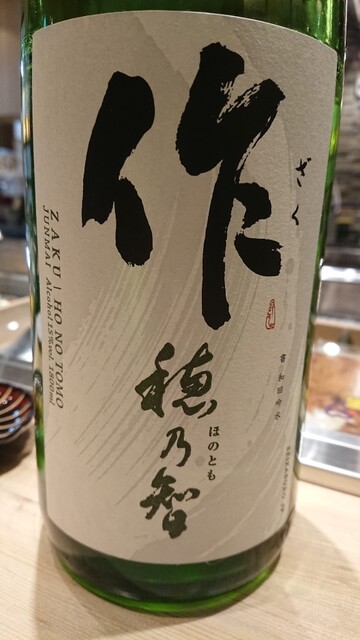 作
ざく
穂乃智
ほのとも
ZAKU | HO NO TOMO
JUNMAI Alcohol 15%vol. 1800ml